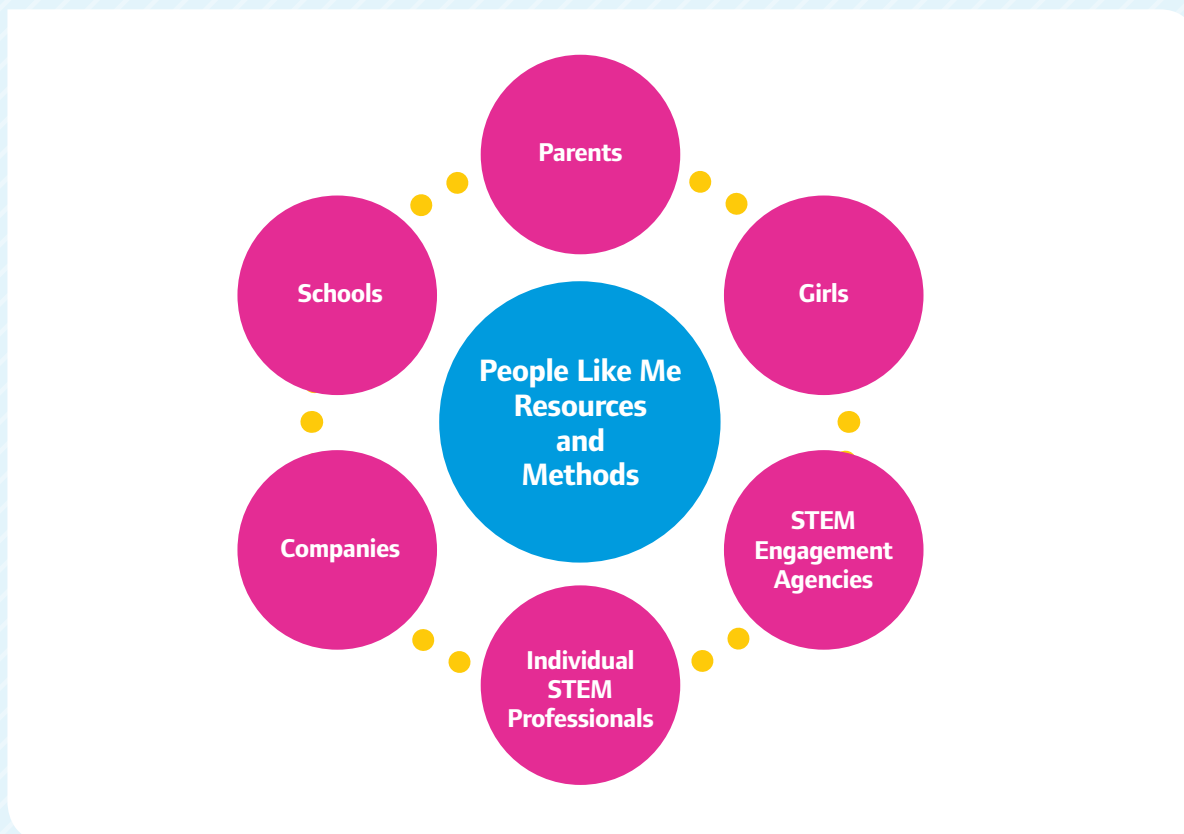 Parents
Schools
Girls
People Like Me
Resources
and
Methods
Companies
STEM
Engagement
Agencies
Individual
STEM
Professionals